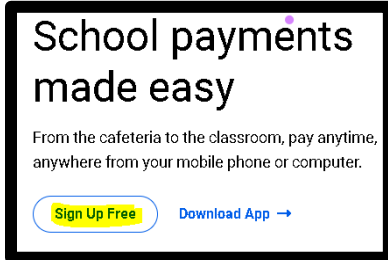 School payments
made easy
From the cafeteria to the classroom, pay anytime,
anywhere from your mobile phone or computer.
Sign Up Free Download App →